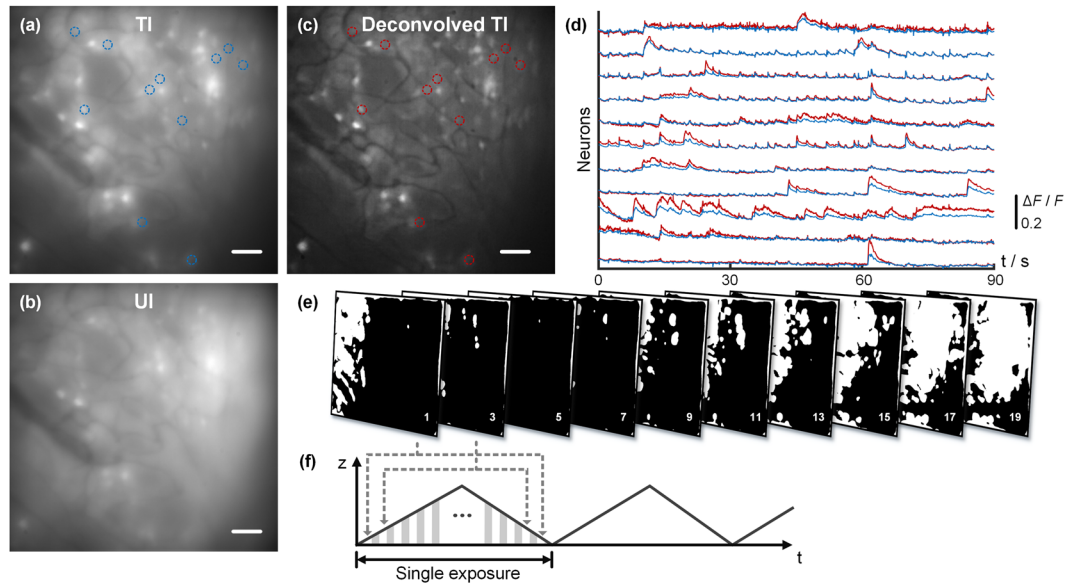 (a) TI
(c) Deconvolved TI
(b) UI
(d)
Neurons
ΔF / F
0.2
t / s
0 30 60 90
(e)
1 3 5 7 9 11 13 15 17 19
(f)
z
...
t
Single exposure